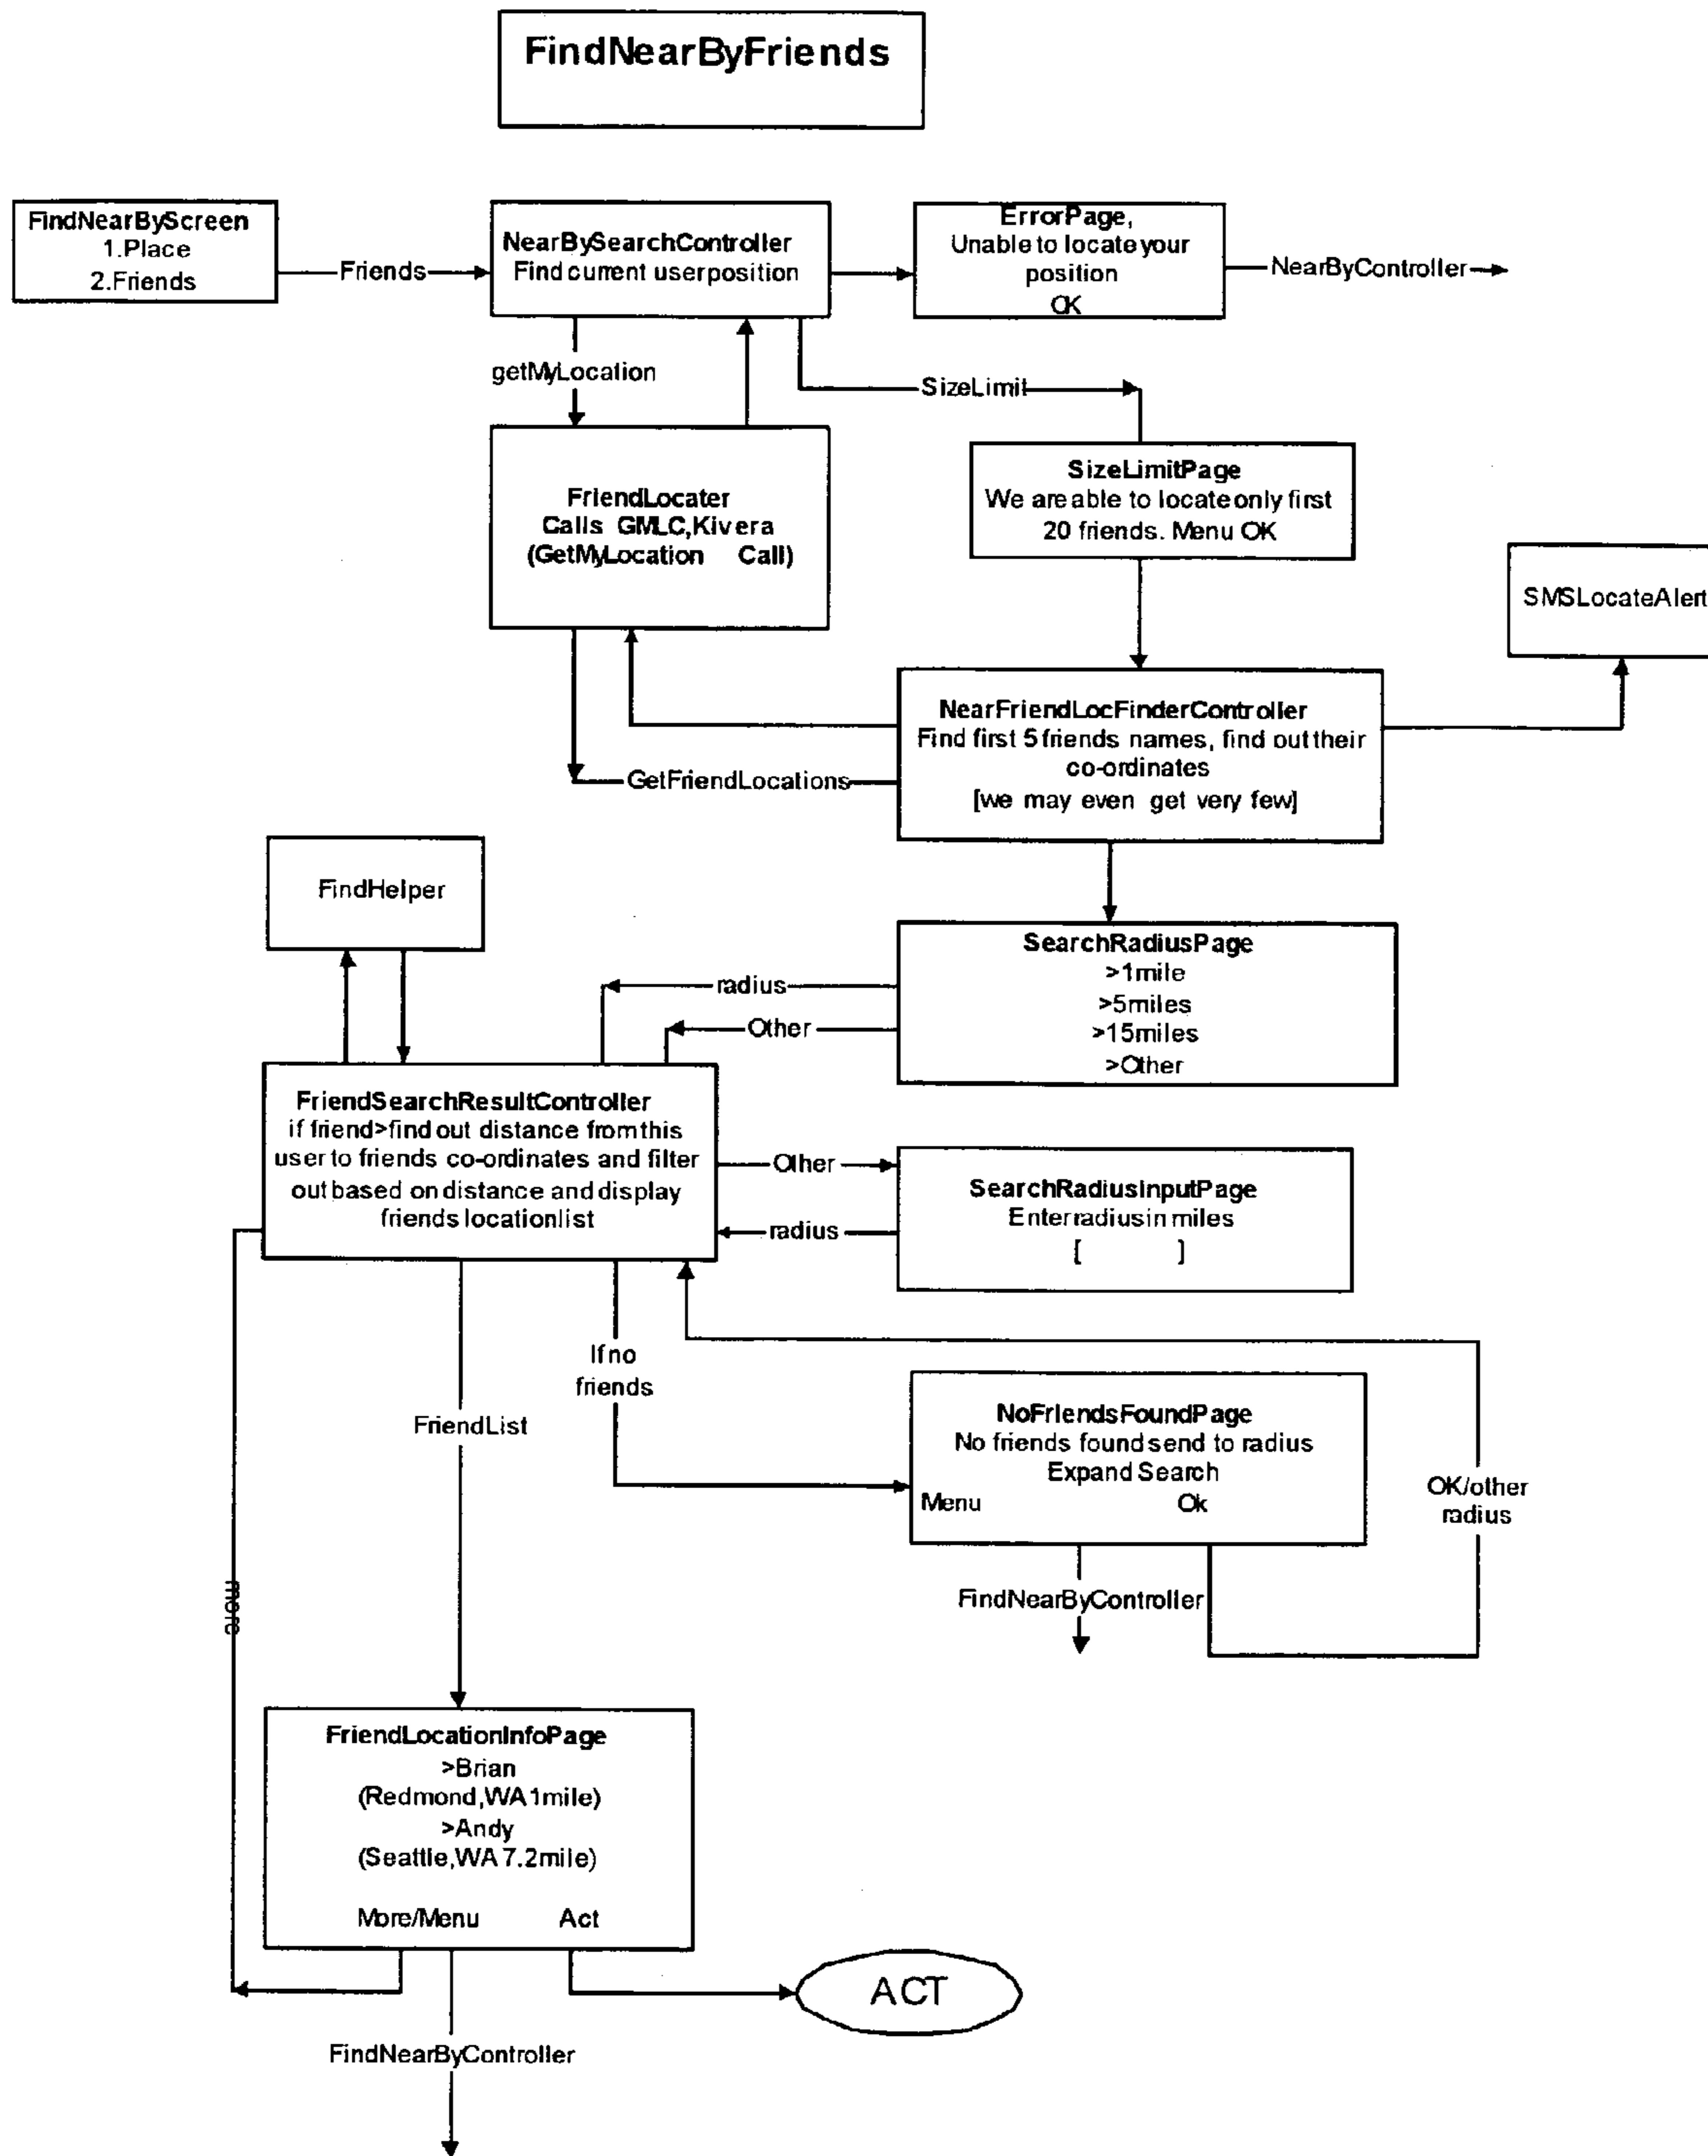 FindNearByFriends
FindNearByScreen
1.Place
2.Friends
Friends
NearBySearchController
Find current user position
ErrorPage,
Unable to locate your
position
OK
NearByController
getMyLocation
SizeLimit
FriendLocater
Calls GMLC,Kivera
(GetMyLocation Call)
SizeLimitPage
We are able to locate only first
20 friends. Menu OK
SMSLocateAlert
NearFriendLocFinderController
Find first 5 friends names, find out their
co-ordinates
[we may even get very few]
GetFriendLocations
FindHelper
SearchRadiusPage
>1mile
>5miles
>15miles
>Other
radius
Other
FriendSearchResultController
if friend>find out distance from this
user to friends co-ordinates and filter
out based on distance and display
friends location list
Other
radius
SearchRadiusInputPage
Enter radius in miles
[ ]
If no
friends
FriendList
NoFriendsFoundPage
No friends found send to radius
Expand Search
Menu Ok
OK/other
radius
FindNearByController
more
FriendLocationInfoPage
>Brian
(Redmond,WA 1mile)
>Andy
(Seattle,WA 7.2mile)
More/Menu Act
ACT
FindNearByController